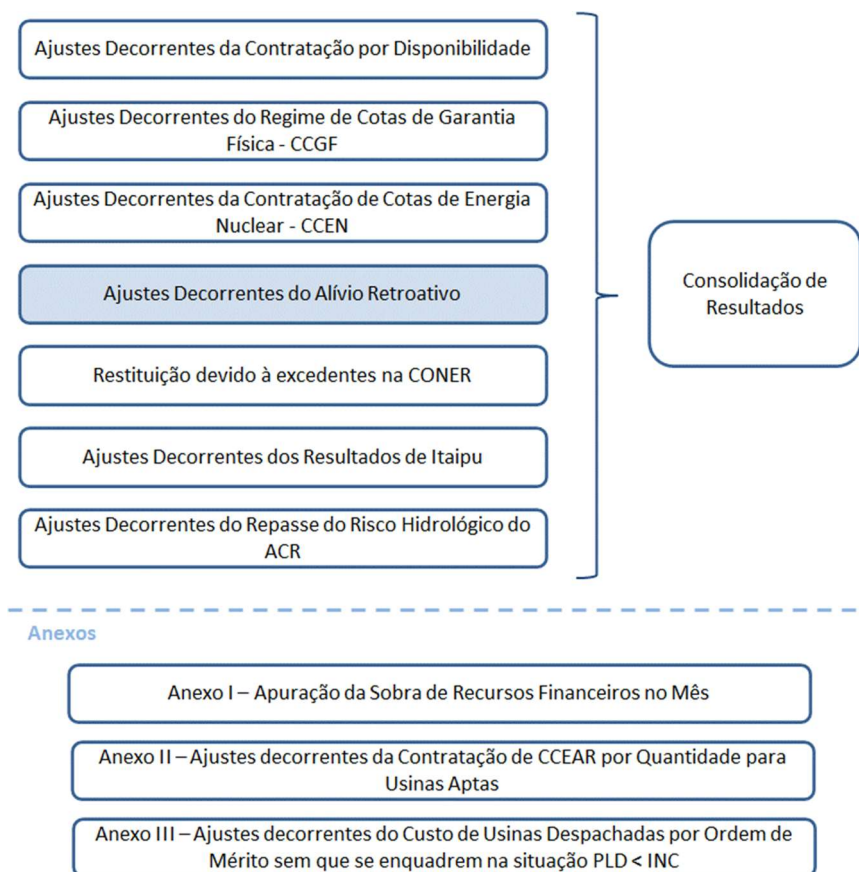 Ajustes Decorrentes da Contratação por Disponibilidade
Ajustes Decorrentes do Regime de Cotas de Garantia
Física - CCGF
Ajustes Decorrentes da Contratação de Cotas de Energia
Nuclear - CCEN
Ajustes Decorrentes do Alívio Retroativo
Restituição devido à excedentes na CONER
Ajustes Decorrentes dos Resultados de Itaipu
Ajustes Decorrentes do Repasse do Risco Hidrológico do
ACR
Consolidação de
Resultados
Anexos
Anexo I – Apuração da Sobra de Recursos Financeiros no Mês
Anexo II – Ajustes decorrentes da Contratação de CCEAR por Quantidade para
Usinas Aptas
Anexo III – Ajustes decorrentes do Custo de Usinas Despachadas por Ordem de
Mérito sem que se enquadrem na situação PLD < INC